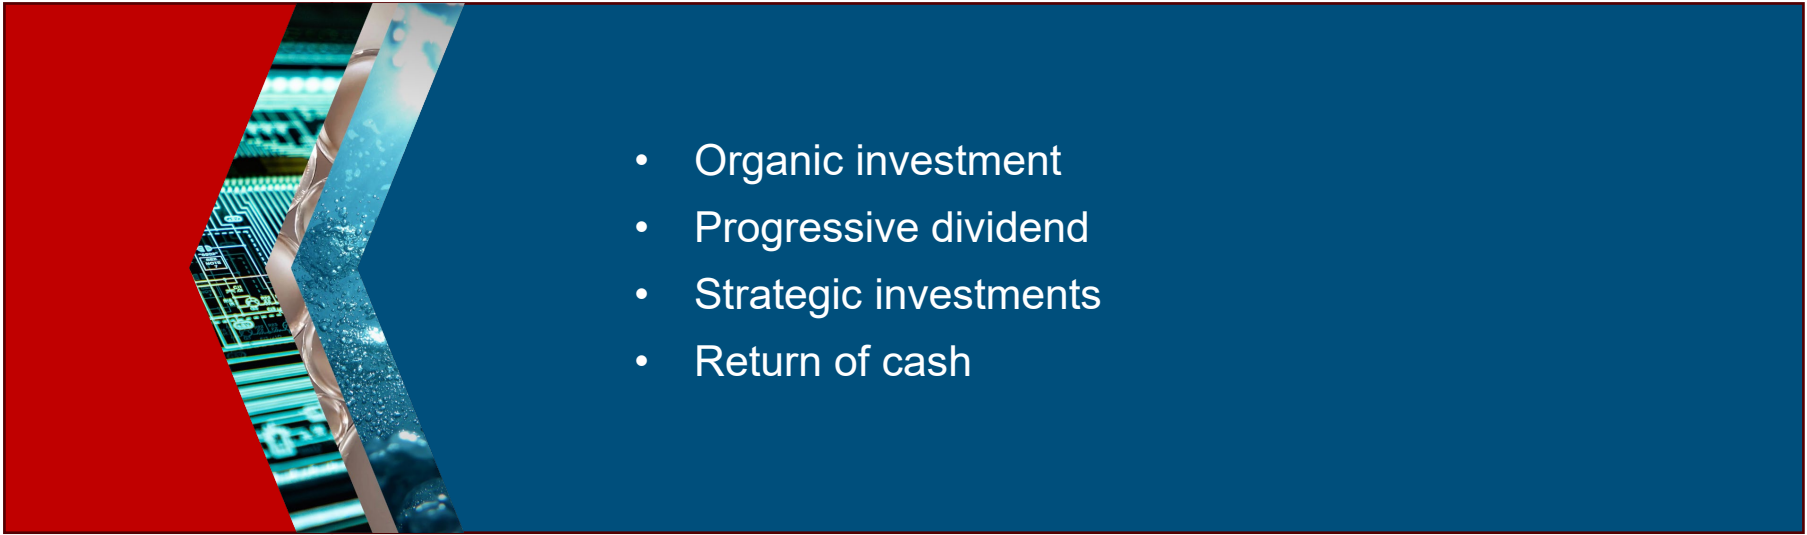 • Organic investment
• Progressive dividend
• Strategic investments
• Return of cash